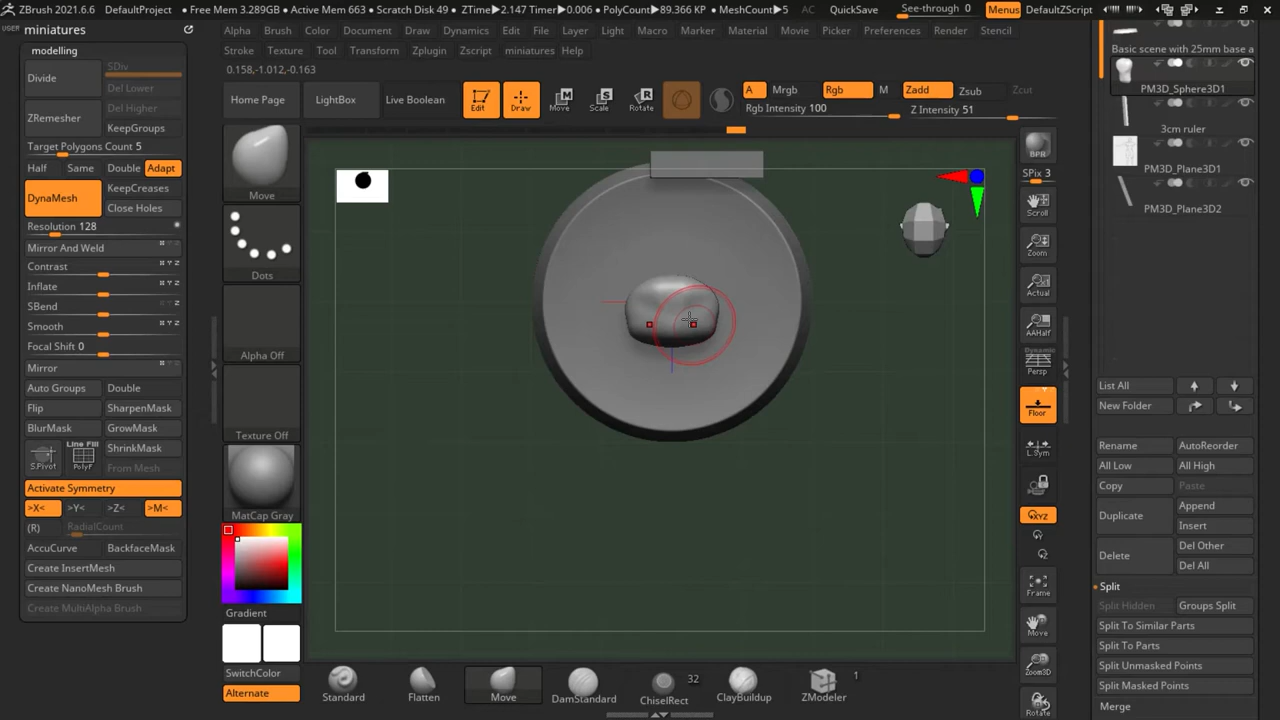 ZBrush 2021.6.6 DefaultProject • Free Mem 3.289GB • Active Mem 663 • Scratch Disk 49 • ZTime▶2.147 Timer▶0.006 • PolyCount▶89.366 KP • MeshCount▶5 AC QuickSave See-through 0 Menus DefaultZScript
USER miniatures
Alpha Brush Color Document Draw Dynamics Edit File Layer Light Macro Marker Material Movie Picker Preferences Render Stencil
Stroke Texture Tool Transform Zplugin Zscript miniatures Help
0.158,-1.012,-0.163
Home Page LightBox Live Boolean Edit Draw Move Scale Rotate
A Mrgb Rgb M Zadd Zsub Zcut
Rgb Intensity 100 Z Intensity 51
modelling
Divide SDiv
Del Lower
Del Higher
ZRemesher KeepGroups
Target Polygons Count 5
Half Same Double Adapt
DynaMesh KeepCreases
Close Holes
Resolution 128
Mirror And Weld
Contrast
Inflate
SBend
Smooth
Focal Shift 0
Mirror
Auto Groups Double
Flip SharpenMask
BlurMask GrowMask
S.Pivot Line Fill PolyF ShrinkMask
From Mesh
Activate Symmetry
>X< >Y< >Z< >M<
(R) RadialCount
AccuCurve BackfaceMask
Create InsertMesh
Create NanoMesh Brush
Create MultiAlpha Brush
Move
Dots
Alpha Off
Texture Off
MatCap Gray
Gradient
SwitchColor
Alternate
Standard Flatten Move DamStandard ChiselRect 32 ClayBuildup ZModeler 1
BPR
SPix 3
Scroll
Zoom
Actual
AAHalf
Dynamic
Persp
Floor
L.Sym
XYZ
Y
Z
Frame
Move
Zoom3D
Rotate
Basic scene with 25mm base a
PM3D_Sphere3D1
3cm ruler
PM3D_Plane3D1
PM3D_Plane3D2
List All
New Folder
Rename AutoReorder
All Low All High
Copy Paste
Duplicate Append
Insert
Delete Del Other
Del All
Split
Split Hidden Groups Split
Split To Similar Parts
Split To Parts
Split Unmasked Points
Split Masked Points
Merge